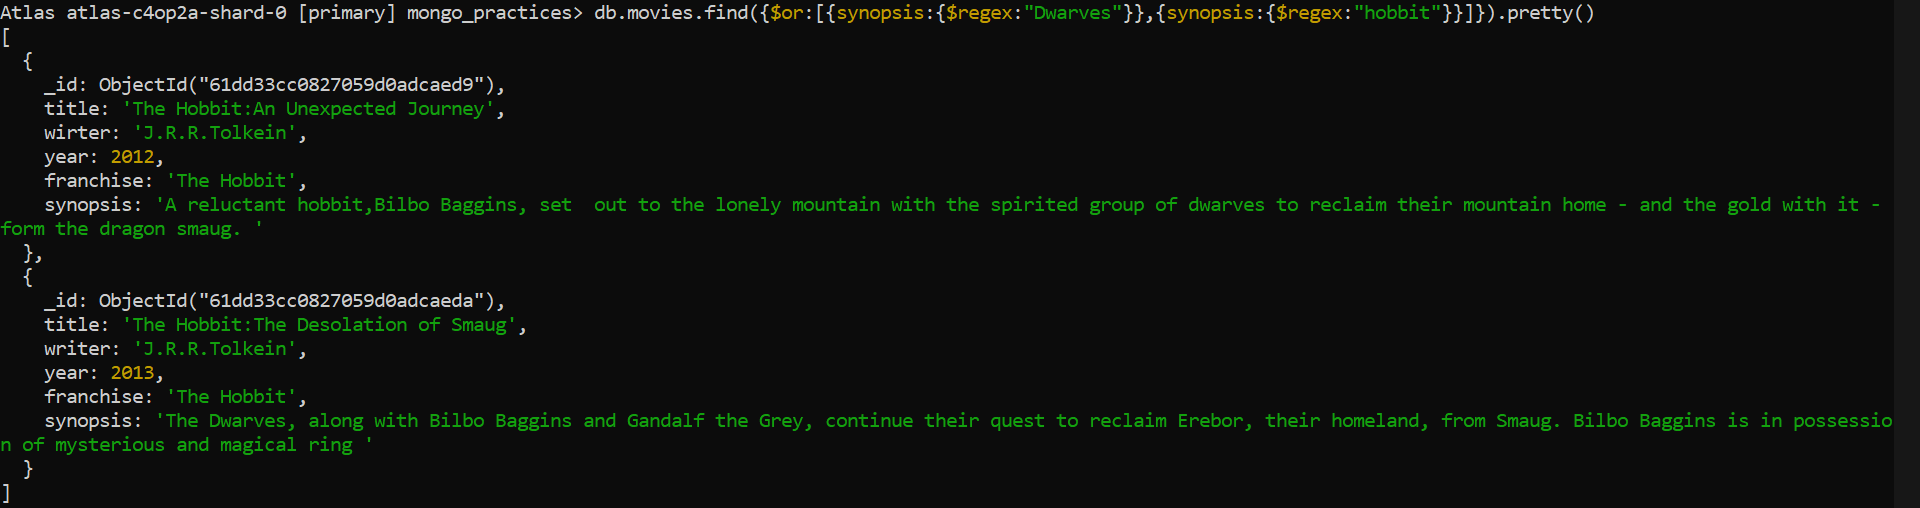 Atlas atlas-c4op2a-shard-0 [primary] mongo_practices> db.movies.find({$or:[{synopsis:{$regex:"Dwarves"}},{synopsis:{$regex:"hobbit"}}]}).pretty()
[
  {
    _id: ObjectId("61dd33cc0827059d0adcaed9"),
    title: 'The Hobbit:An Unexpected Journey',
    wirter: 'J.R.R.Tolkein',
    year: 2012,
    franchise: 'The Hobbit',
    synopsis: 'A reluctant hobbit,Bilbo Baggins, set  out to the lonely mountain with the spirited group of dwarves to reclaim their mountain home - and the gold with it -
form the dragon smaug. '
  },
  {
    _id: ObjectId("61dd33cc0827059d0adcaeda"),
    title: 'The Hobbit:The Desolation of Smaug',
    writer: 'J.R.R.Tolkein',
    year: 2013,
    franchise: 'The Hobbit',
    synopsis: 'The Dwarves, along with Bilbo Baggins and Gandalf the Grey, continue their quest to reclaim Erebor, their homeland, from Smaug. Bilbo Baggins is in possessio
n of mysterious and magical ring '
  }
]